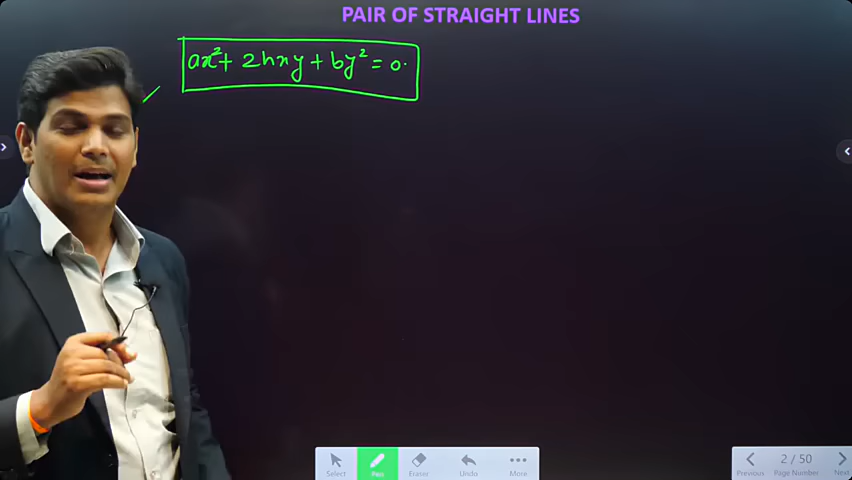 PAIR OF STRAIGHT LINES
ax²+ 2hxy + by² = 0.
Select
Pen
Eraser
Undo
More
Previous
2 / 50
Page Number
Next